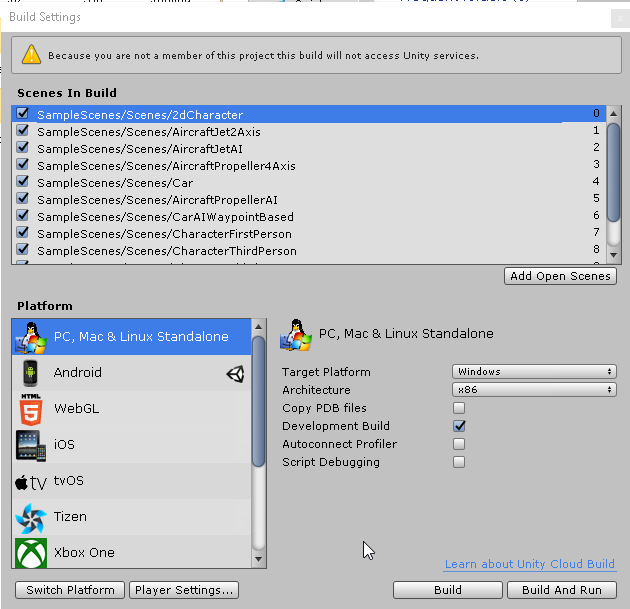 Build Settings
Because you are not a member of this project this build will not access Unity services.
Scenes In Build
SampleScenes/Scenes/2dCharacter 0
SampleScenes/Scenes/AircraftJet2Axis 1
SampleScenes/Scenes/AircraftJetAI 2
SampleScenes/Scenes/AircraftPropeller4Axis 3
SampleScenes/Scenes/Car 4
SampleScenes/Scenes/AircraftPropellerAI 5
SampleScenes/Scenes/CarAIWaypointBased 6
SampleScenes/Scenes/CharacterFirstPerson 7
SampleScenes/Scenes/CharacterThirdPerson 8
Add Open Scenes
Platform
PC, Mac & Linux Standalone
Android
HTML
5
WebGL
iOS
tv
tvOS
Tizen
Xbox One
PC, Mac & Linux Standalone
Target Platform Windows
Architecture x86
Copy PDB files
Development Build
Autoconnect Profiler
Script Debugging
Learn about Unity Cloud Build
Switch Platform
Player Settings...
Build
Build And Run